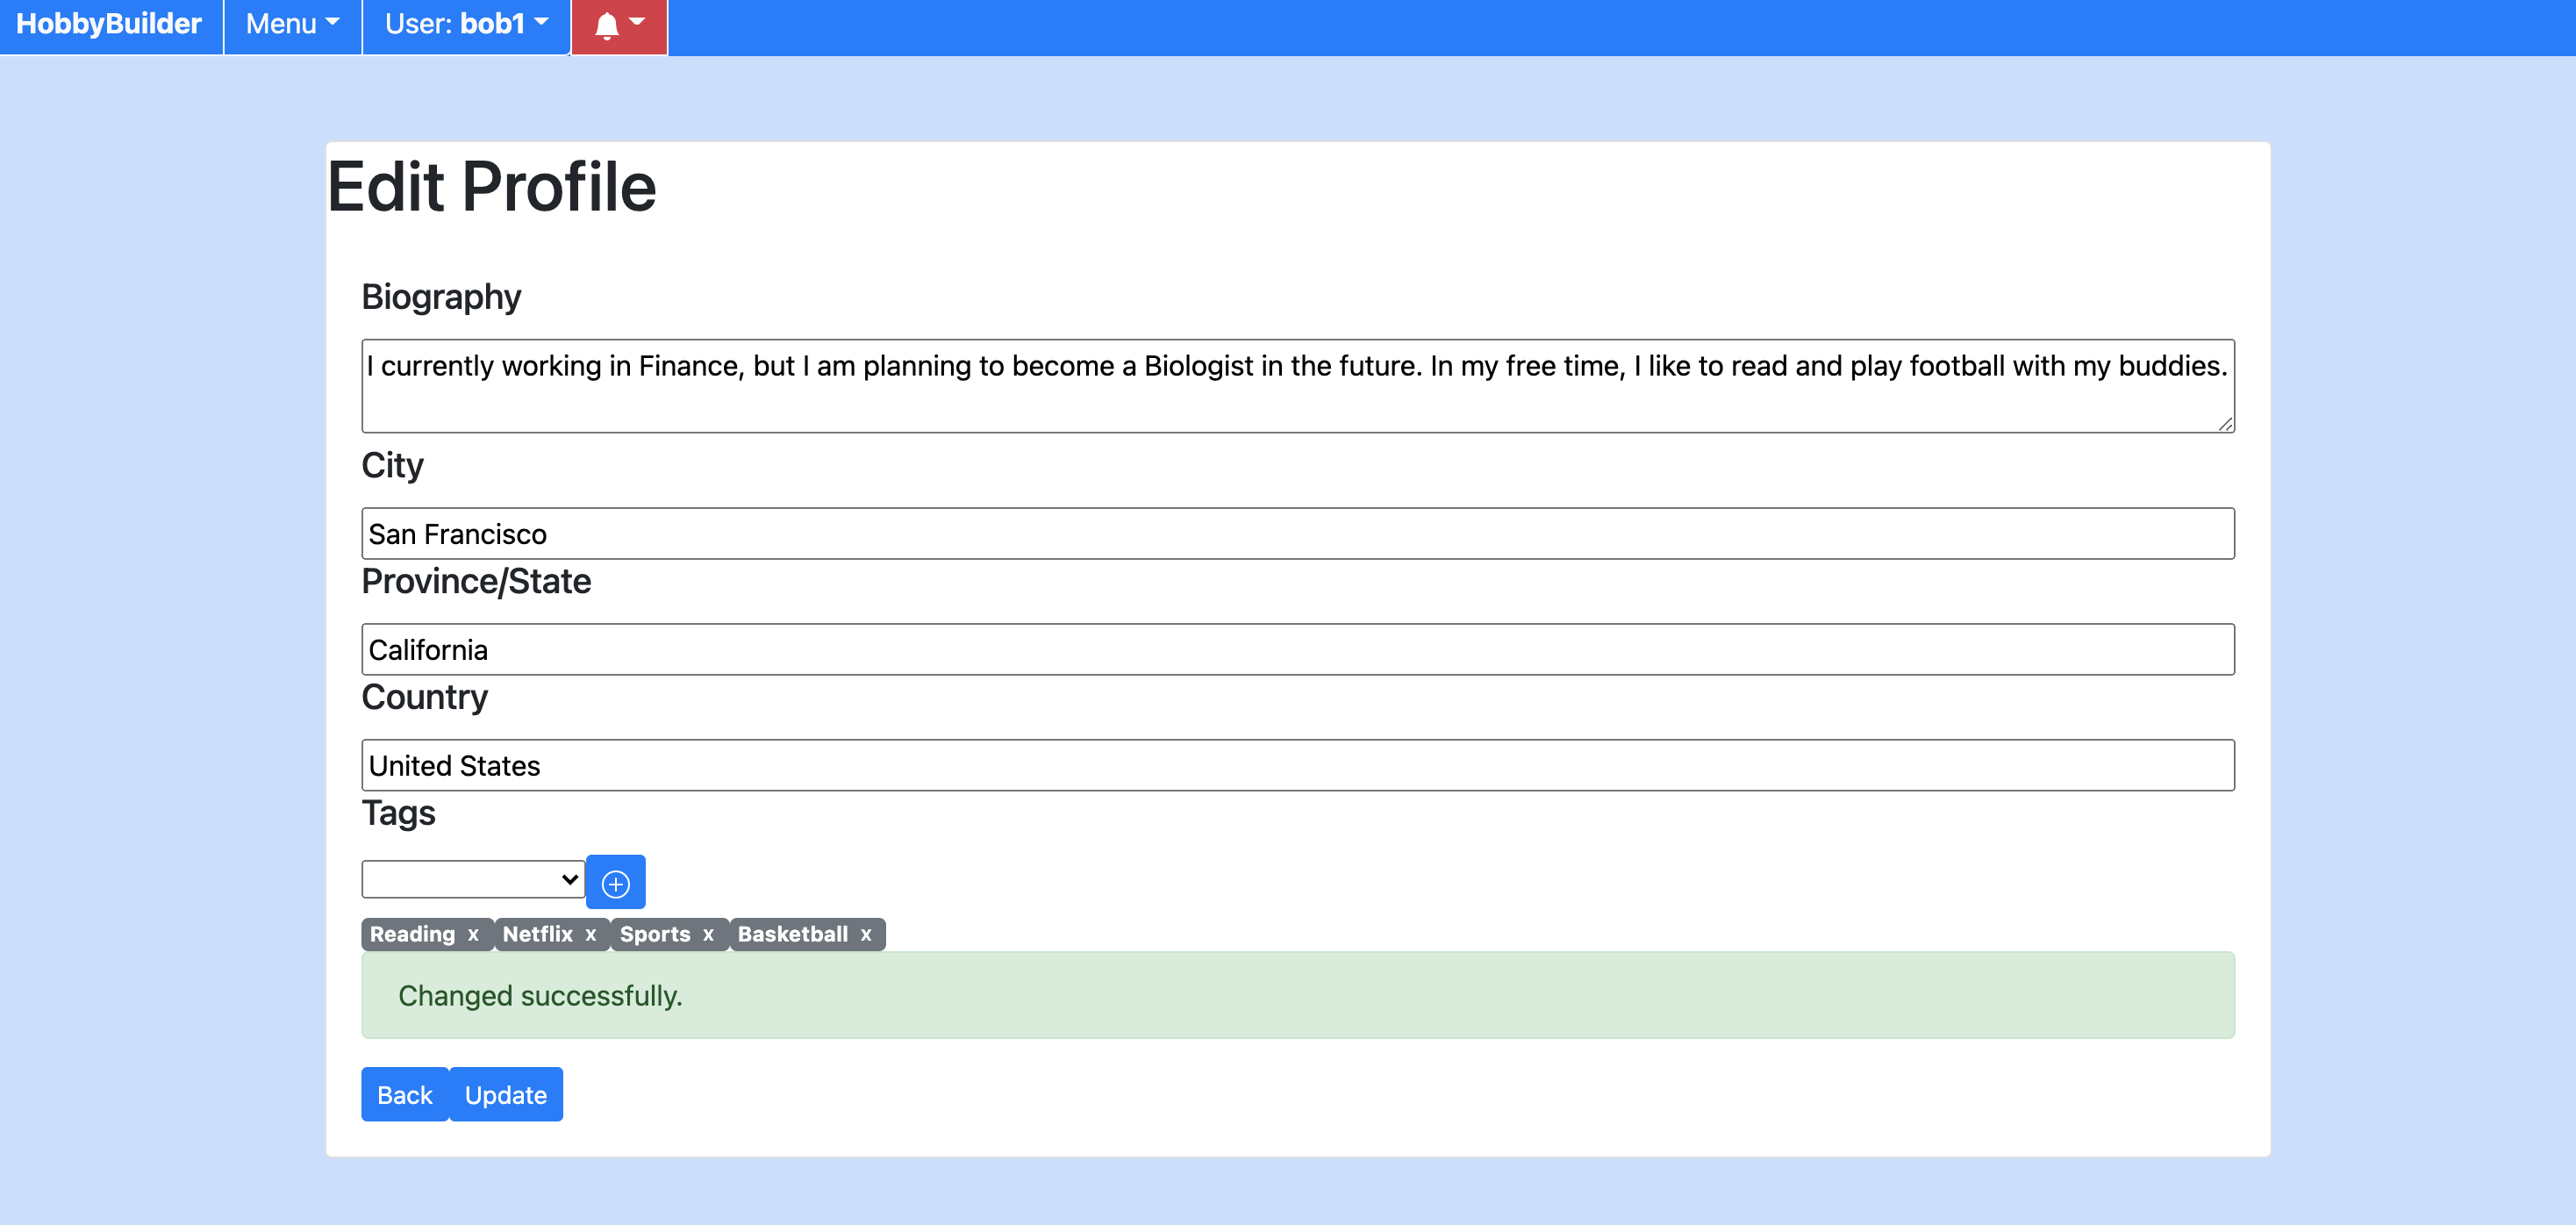 HobbyBuilder Menu User: bob1
Edit Profile
Biography
I currently working in Finance, but I am planning to become a Biologist in the future. In my free time, I like to read and play football with my buddies.
City
San Francisco
Province/State
California
Country
United States
Tags
Reading x Netflix x Sports x Basketball x
Changed successfully.
Back Update